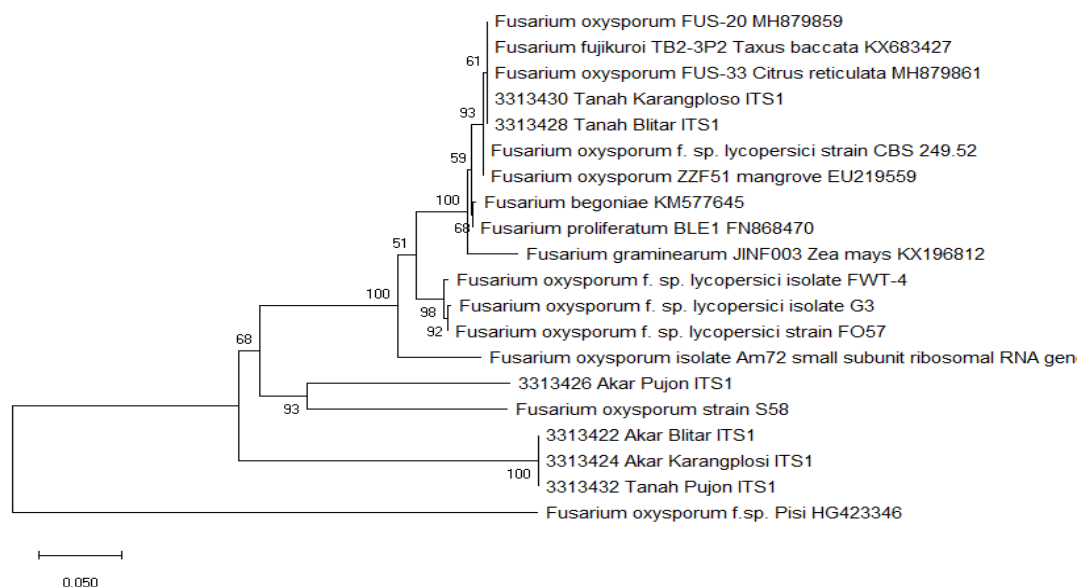 Fusarium oxysporum FUS-20 MH879859
Fusarium fujikuroi TB2-3P2 Taxus baccata KX683427
61
Fusarium oxysporum FUS-33 Citrus reticulata MH879861
3313430 Tanah Karangploso ITS1
93
3313428 Tanah Blitar ITS1
Fusarium oxysporum f. sp. lycopersici strain CBS 249.52
59
Fusarium oxysporum ZZF51 mangrove EU219559
100
Fusarium begoniae KM577645
68
Fusarium proliferatum BLE1 FN868470
51
Fusarium graminearum JINF003 Zea mays KX196812
Fusarium oxysporum f. sp. lycopersici isolate FWT-4
100
98
Fusarium oxysporum f. sp. lycopersici isolate G3
92
Fusarium oxysporum f. sp. lycopersici strain FO57
68
Fusarium oxysporum isolate Am72 small subunit ribosomal RNA gen
3313426 Akar Pujon ITS1
93
Fusarium oxysporum strain S58
3313422 Akar Blitar ITS1
3313424 Akar Karangplosi ITS1
100
3313432 Tanah Pujon ITS1
Fusarium oxysporum f.sp. Pisi HG423346
0.050